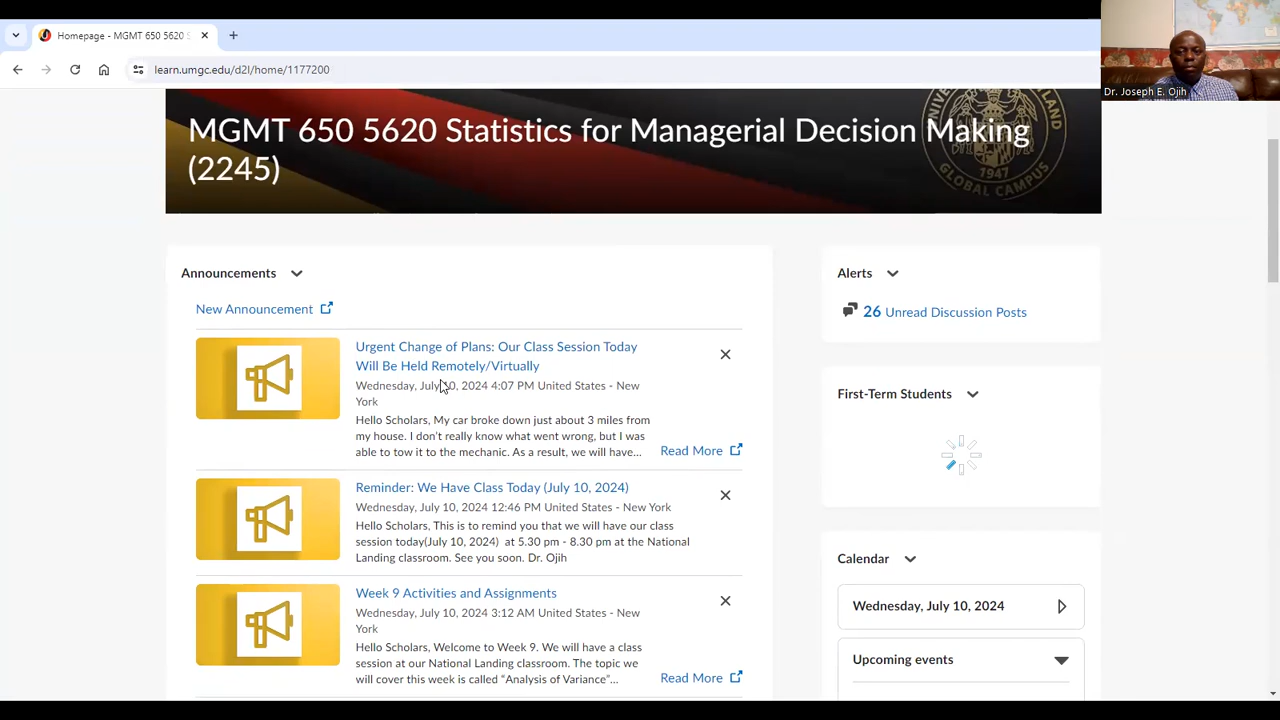 Homepage - MGMT 650 5620 S
learn.umgc.edu/d2l/home/1177200
Dr. Joseph E. Ojih
MGMT 650 5620 Statistics for Managerial Decision Making
(2245)
1947
GLOBAL CAMPUS
Announcements
New Announcement
Urgent Change of Plans: Our Class Session Today
Will Be Held Remotely/Virtually
Wednesday, July 10, 2024 4:07 PM United States - New
York
Hello Scholars, My car broke down just about 3 miles from
my house. I don't really know what went wrong, but I was
able to tow it to the mechanic. As a result, we will have...
Read More
Reminder: We Have Class Today (July 10, 2024)
Wednesday, July 10, 2024 12:46 PM United States - New York
Hello Scholars, This is to remind you that we will have our class
session today(July 10, 2024)  at 5.30 pm - 8.30 pm at the National
Landing classroom. See you soon. Dr. Ojih
Week 9 Activities and Assignments
Wednesday, July 10, 2024 3:12 AM United States - New
York
Hello Scholars, Welcome to Week 9. We will have a class
session at our National Landing classroom. The topic we
will cover this week is called “Analysis of Variance”...
Read More
Alerts
26 Unread Discussion Posts
First-Term Students
Calendar
Wednesday, July 10, 2024
Upcoming events